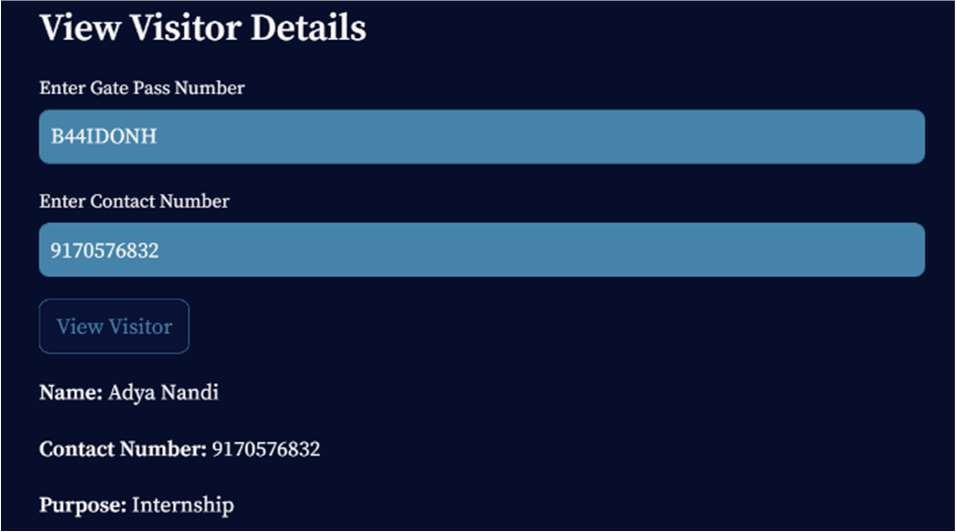 View Visitor Details
Enter Gate Pass Number
B44IDONH
Enter Contact Number
9170576832
View Visitor
Name: Adya Nandi
Contact Number: 9170576832
Purpose: Internship